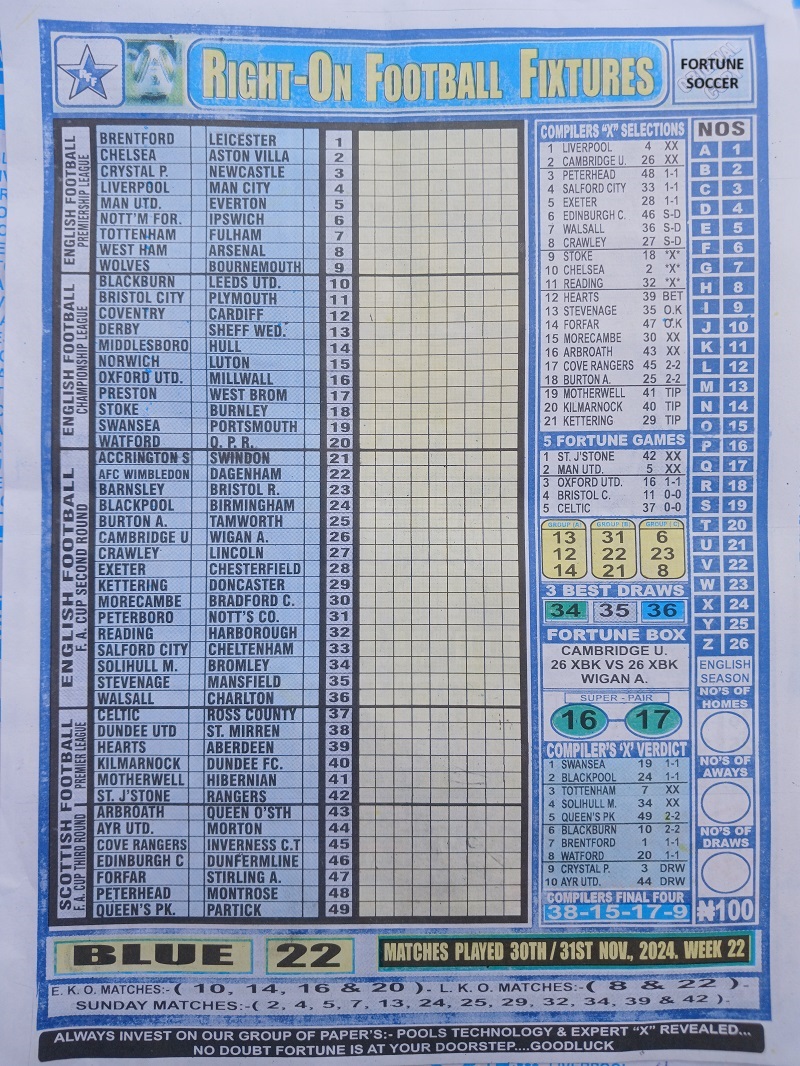 RFF
RIGHT-ON FOOTBALL FIXTURES
FORTUNE SOCCER
ENGLISH FOOTBALL
PREMIERSHIP LEAGUE
BRENTFORD LEICESTER 1
CHELSEA ASTON VILLA 2
CRYSTAL P. NEWCASTLE 3
LIVERPOOL MAN CITY 4
MAN UTD. EVERTON 5
NOTT'M FOR. IPSWICH 6
TOTTENHAM FULHAM 7
WEST HAM ARSENAL 8
WOLVES BOURNEMOUTH 9
ENGLISH FOOTBALL
CHAMPIONSHIP LEAGUE
BLACKBURN LEEDS UTD. 10
BRISTOL CITY PLYMOUTH 11
COVENTRY CARDIFF 12
DERBY SHEFF WED. 13
MIDDLESBORO HULL 14
NORWICH LUTON 15
OXFORD UTD. MILLWALL 16
PRESTON WEST BROM 17
STOKE BURNLEY 18
SWANSEA PORTSMOUTH 19
WATFORD Q. P. R. 20
ENGLISH FOOTBALL
F. A. CUP SECOND ROUND
ACCRINGTON S SWINDON 21
AFC WIMBLEDON DAGENHAM 22
BARNSLEY BRISTOL R. 23
BLACKPOOL BIRMINGHAM 24
BURTON A. TAMWORTH 25
CAMBRIDGE U WIGAN A. 26
CRAWLEY LINCOLN 27
EXETER CHESTERFIELD 28
KETTERING DONCASTER 29
MORECAMBE BRADFORD C. 30
PETERBORO NOTT'S CO. 31
READING HARBOROUGH 32
SALFORD CITY CHELTENHAM 33
SOLIHULL M. BROMLEY 34
STEVENAGE MANSFIELD 35
WALSALL CHARLTON 36
SCOTTISH FOOTBALL
PREMIER LEAGUE
CELTIC ROSS COUNTY 37
DUNDEE UTD ST. MIRREN 38
HEARTS ABERDEEN 39
KILMARNOCK DUNDEE FC. 40
MOTHERWELL HIBERNIAN 41
ST. J'STONE RANGERS 42
F. A. CUP THIRD ROUND
ARBROATH QUEEN O'STH 43
AYR UTD. MORTON 44
COVE RANGERS INVERNESS C.T 45
EDINBURGH C DUNFERMLINE 46
FORFAR STIRLING A. 47
PETERHEAD MONTROSE 48
QUEEN'S PK. PARTICK 49
COMPILERS "X" SELECTIONS
1 LIVERPOOL 4 XX
2 CAMBRIDGE U. 26 XX
3 PETERHEAD 48 1-1
4 SALFORD CITY 33 1-1
5 EXETER 28 1-1
6 EDINBURGH C. 46 S-D
7 WALSALL 36 S-D
8 CRAWLEY 27 S-D
9 STOKE 18 "X"
10 CHELSEA 2 "X"
11 READING 32 "X"
12 HEARTS 39 BET
13 STEVENAGE 35 O.K
14 FORFAR 47 O.K
15 MORECAMBE 30 XX
16 ARBROATH 43 XX
17 COVE RANGERS 45 2-2
18 BURTON A. 25 2-2
19 MOTHERWELL 41 TIP
20 KILMARNOCK 40 TIP
21 KETTERING 29 TIP
5 FORTUNE GAMES
1 ST. J'STONE 42 XX
2 MAN UTD. 5 XX
3 OXFORD UTD. 16 1-1
4 BRISTOL C. 11 0-0
5 CELTIC 37 0-0
GROUP (A) GROUP (B) GROUP (C)
13 31 6
12 22 23
14 21 8
3 BEST DRAWS
34 35 36
FORTUNE BOX
CAMBRIDGE U.
26 XBK VS 26 XBK
WIGAN A.
SUPER - PAIR
16 17
COMPILER'S 'X' VERDICT
1 SWANSEA 19 1-1
2 BLACKPOOL 24 1-1
3 TOTTENHAM 7 XX
4 SOLIHULL M. 34 XX
5 QUEEN'S PK 49 2-2
6 BLACKBURN 10 2-2
7 BRENTFORD 1 1-1
8 WATFORD 20 1-1
9 CRYSTAL P. 3 DRW
10 AYR UTD. 44 DRW
COMPILERS FINAL FOUR
38-15-17-9
NOS
A 1
B 2
C 3
D 4
E 5
F 6
G 7
H 8
I 9
J 10
K 11
L 12
M 13
N 14
O 15
P 16
Q 17
R 18
S 19
T 20
U 21
V 22
W 23
X 24
Y 25
Z 26
ENGLISH
SEASON
NO'S OF
HOMES
NO'S OF
AWAYS
NO'S OF
DRAWS
₦100
BLUE 22 MATCHES PLAYED 30TH/31ST NOV., 2024. WEEK 22
E. K. O. MATCHES:-( 10, 14, 16 & 20 )- L. K. O. MATCHES:-( 8 & 22 )-
SUNDAY MATCHES:-( 2, 4, 5, 7, 13, 24, 25, 29, 32, 34, 39 & 42 )-
ALWAYS INVEST ON OUR GROUP OF PAPER'S:- POOLS TECHNOLOGY & EXPERT "X" REVEALED...
NO DOUBT FORTUNE IS AT YOUR DOORSTEP....GOODLUCK